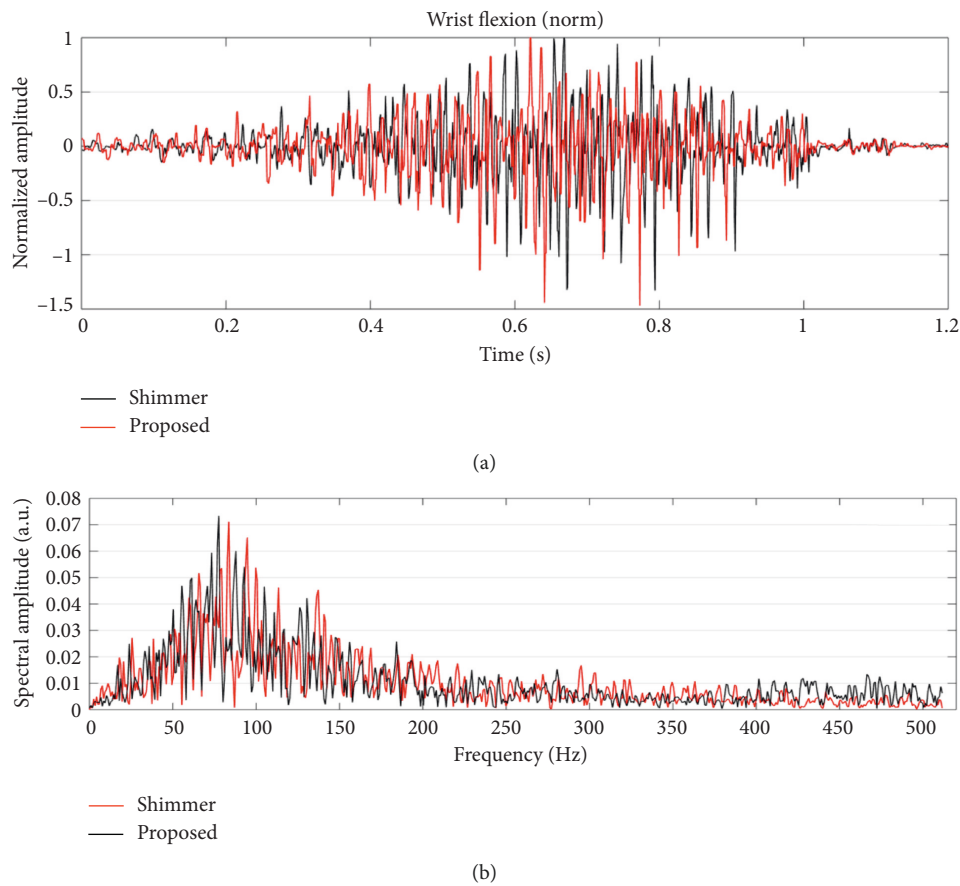 Wrist flexion (norm)
1
0.5
0
–0.5
–1
–1.5
Normalized amplitude
0 0.2 0.4 0.6 0.8 1 1.2
Time (s)
Shimmer
Proposed
(a)
0.08
0.07
0.06
0.05
0.04
0.03
0.02
0.01
0
Spectral amplitude (a.u.)
0 50 100 150 200 250 300 350 400 450 500
Frequency (Hz)
Shimmer
Proposed
(b)